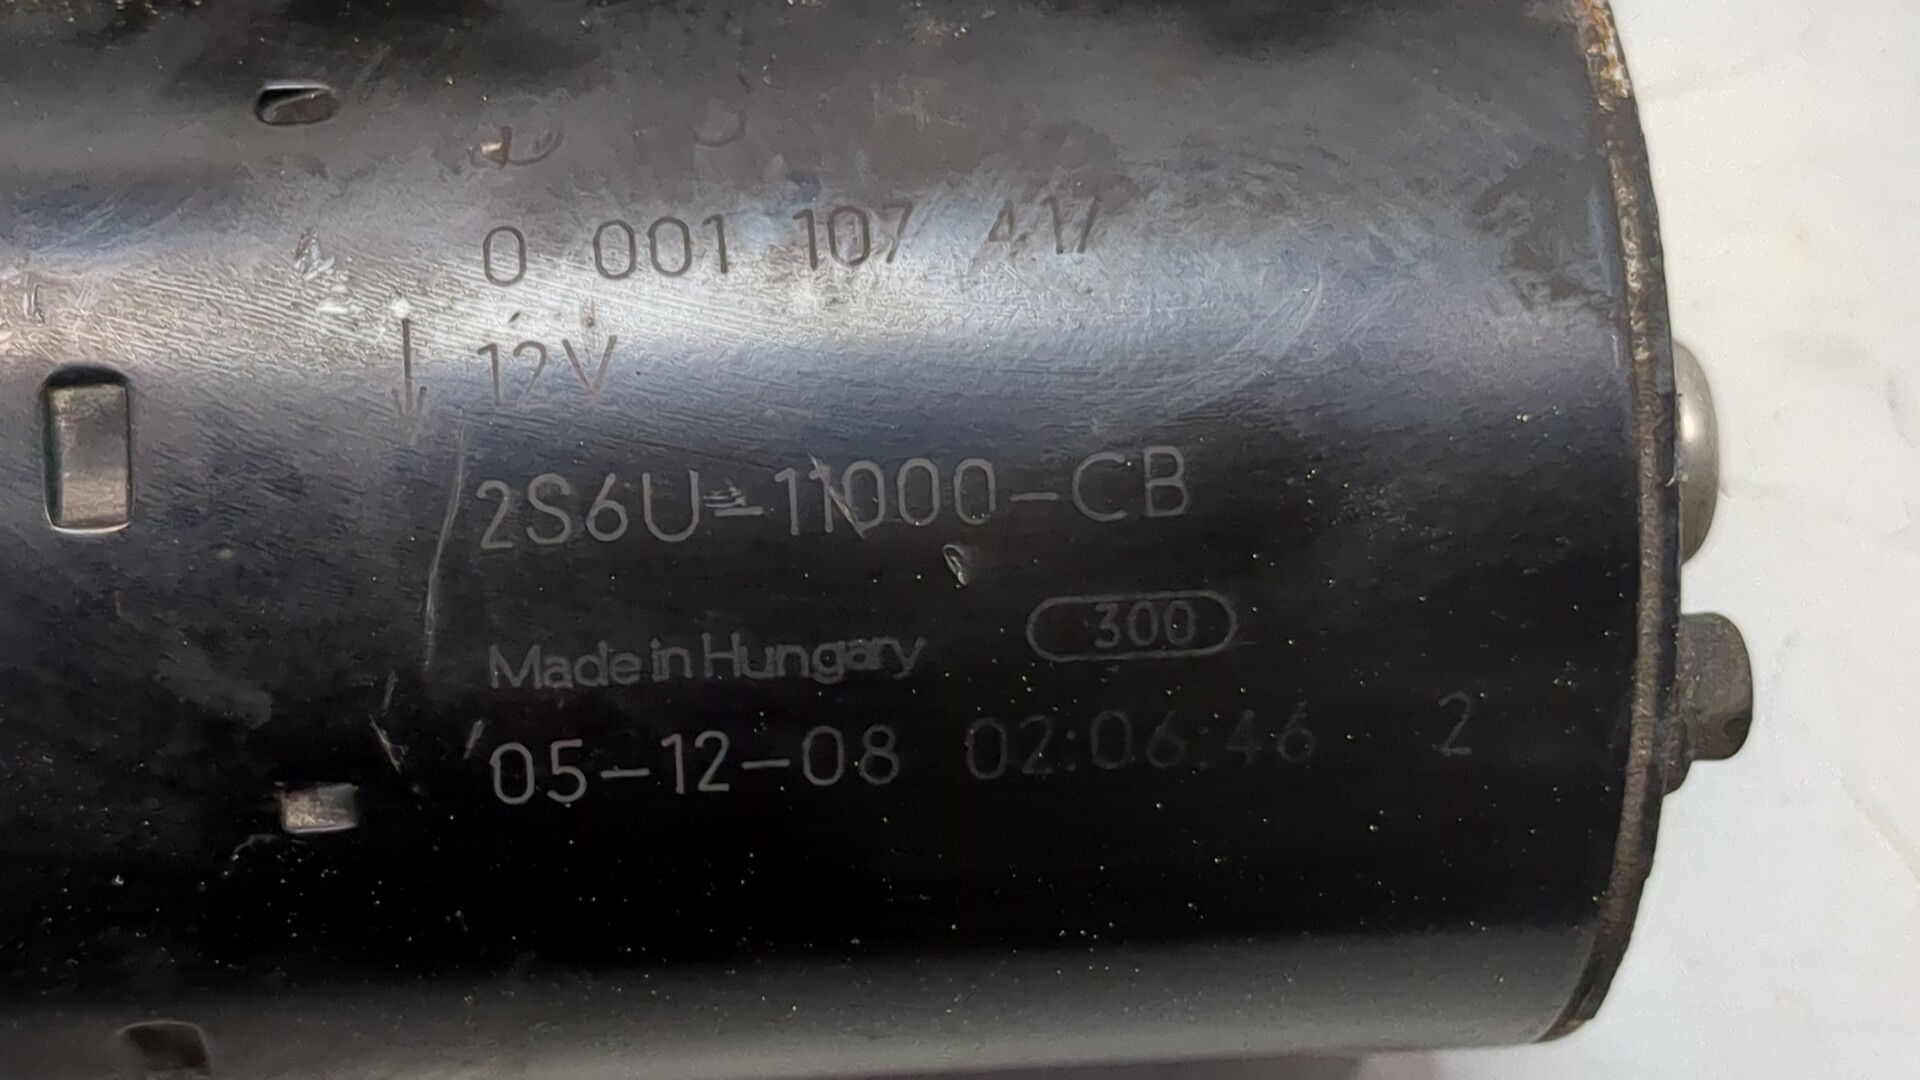 0 001 107 417
12V
2S6U-11000-CB
Made in Hungary 300
05-12-08 02:06:46 2